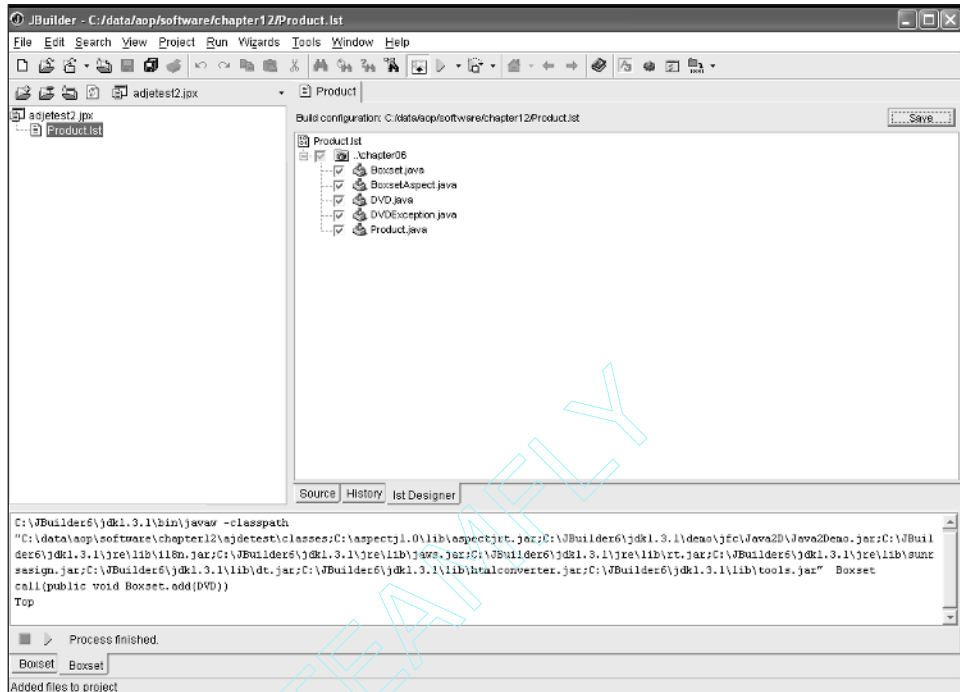 JBuilder - C:/data/aop/software/chapter12/Product.lst
File Edit Search View Project Run Wizards Tools Window Help
adjetest2.jpx
Product
adjetest2.jpx
Product.lst
Build configuration: C:/data/aop/software/chapter12/Product.lst
Save
Product.lst
..\chapter06
Boxset.java
BoxsetAspect.java
DVD.java
DVDException.java
Product.java
Source History lst Designer
C:\JBuilder6\jdk1.3.1\bin\javaw -classpath
"C:\data\aop\software\chapter12\ajdetest\classes;C:\aspectj1.0\lib\aspectjrt.jar;C:\JBuilder6\jdk1.3.1\demo\jfc\Java2D\Java2Demo.jar;C:\JBuil
der6\jdk1.3.1\jre\lib\i18n.jar;C:\JBuilder6\jdk1.3.1\jre\lib\jaws.jar;C:\JBuilder6\jdk1.3.1\jre\lib\rt.jar;C:\JBuilder6\jdk1.3.1\jre\lib\sunr
sasign.jar;C:\JBuilder6\jdk1.3.1\lib\dt.jar;C:\JBuilder6\jdk1.3.1\lib\htmlconverter.jar;C:\JBuilder6\jdk1.3.1\lib\tools.jar" Boxset
call(public void Boxset.add(DVD))
Top
Process finished.
Boxset Boxset
Added files to project
TEAMFLY